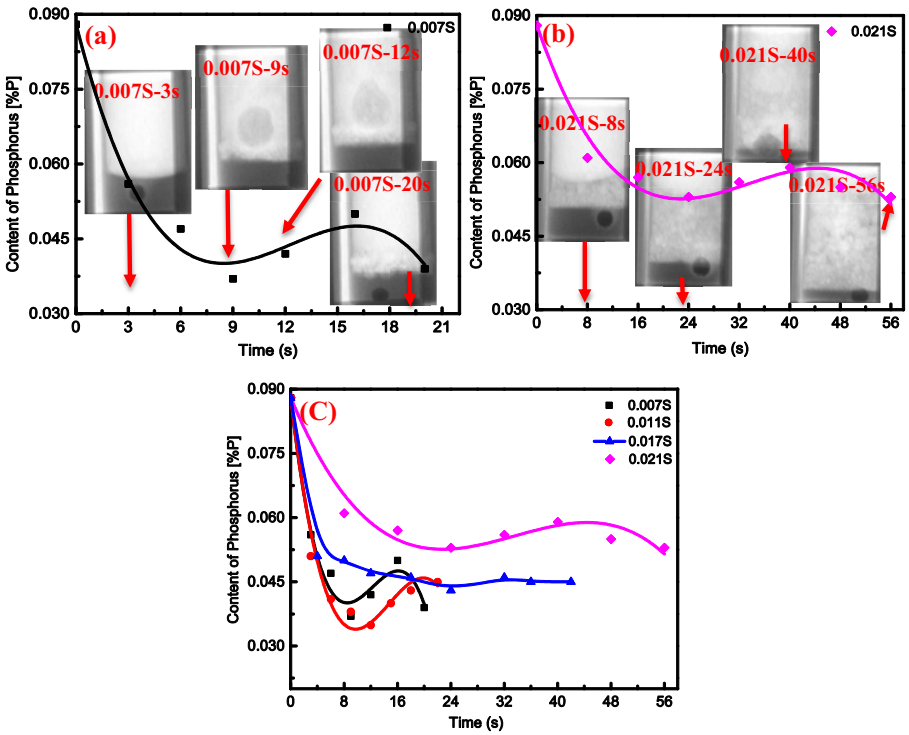 (a)
0.007S
0.007S-3s
0.007S-9s
0.007S-12s
0.007S-20s
Content of Phosphorus [%P]
0.090
0.075
0.060
0.045
0.030
0 3 6 9 12 15 18 21
Time (s)
(b)
0.021S
0.021S-8s
0.021S-24s
0.021S-40s
0.021S-56s
Content of Phosphorus [%P]
0.090
0.075
0.060
0.045
0.030
0 8 16 24 32 40 48 56
Time (s)
(C)
0.007S
0.011S
0.017S
0.021S
Content of Phosphorus [%P]
0.090
0.075
0.060
0.045
0.030
0 8 16 24 32 40 48 56
Time (s)